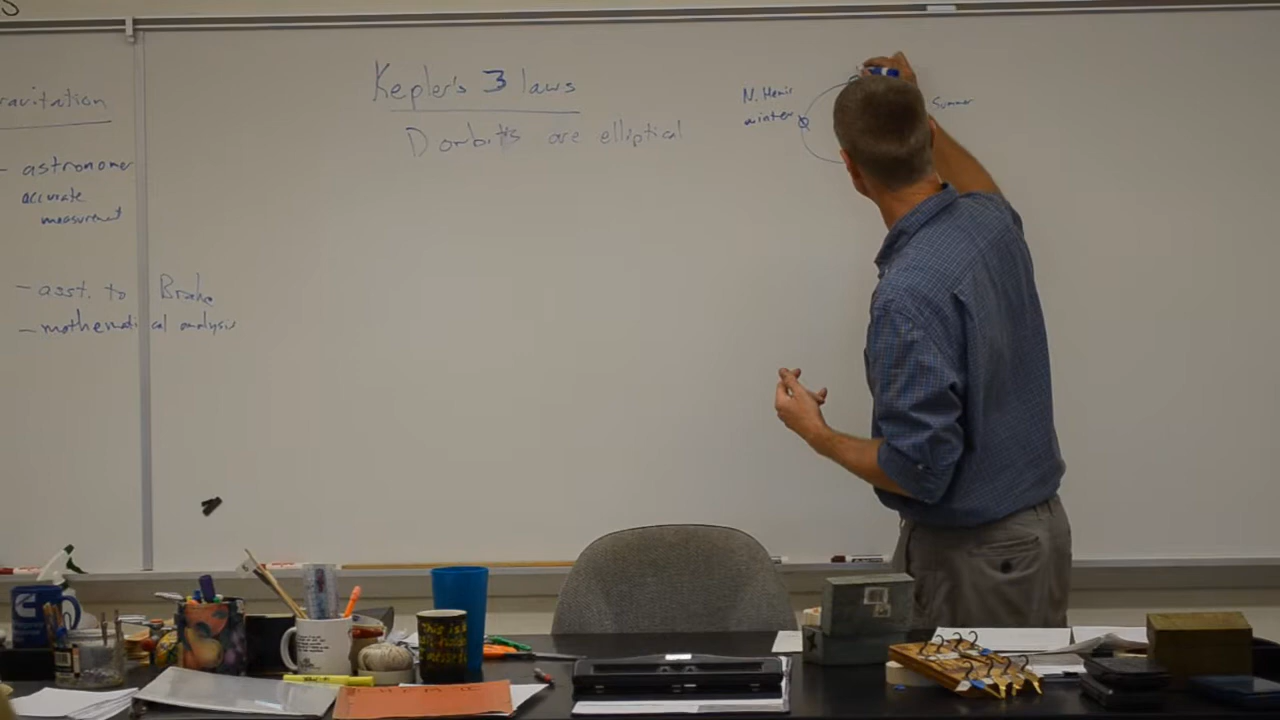 ravitation
- astronomer
accurate
measurement
- asst. to Brahe
- mathematical analysis
Kepler's 3 laws
1) orbits are elliptical
N. Hemis
winter
Summer